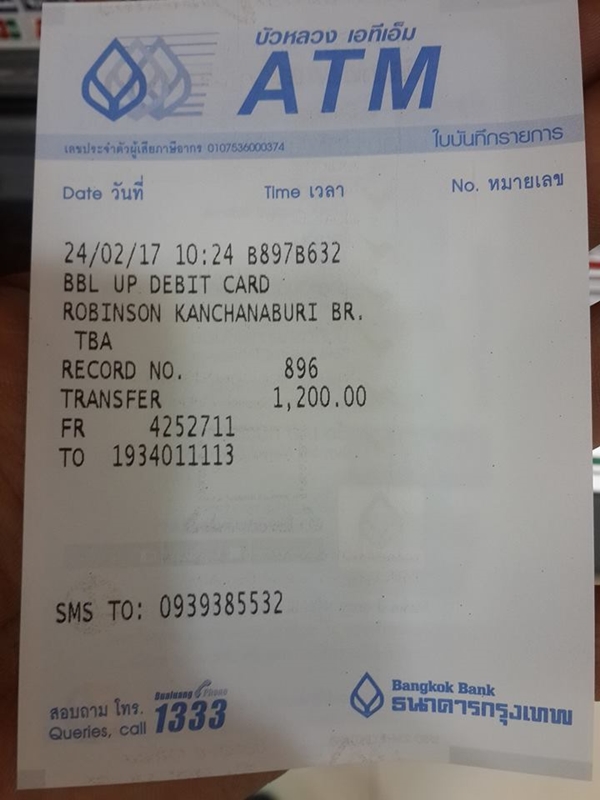 บัวหลวง เอทีเอ็ม
ATM
เลขประจำตัวผู้เสียภาษีอากร 0107536000374
ใบบันทึกรายการ
Date วันที่ Time เวลา No. หมายเลข
24/02/17 10:24 B897B632
BBL UP DEBIT CARD
ROBINSON KANCHANABURI BR.
TBA
RECORD NO. 896
TRANSFER 1,200.00
FR 4252711
TO 1934011113
SMS TO: 0939385532
สอบถาม โทร.
Queries, call
Bualuang Phone
1333
Bangkok Bank
ธนาคารกรุงเทพ